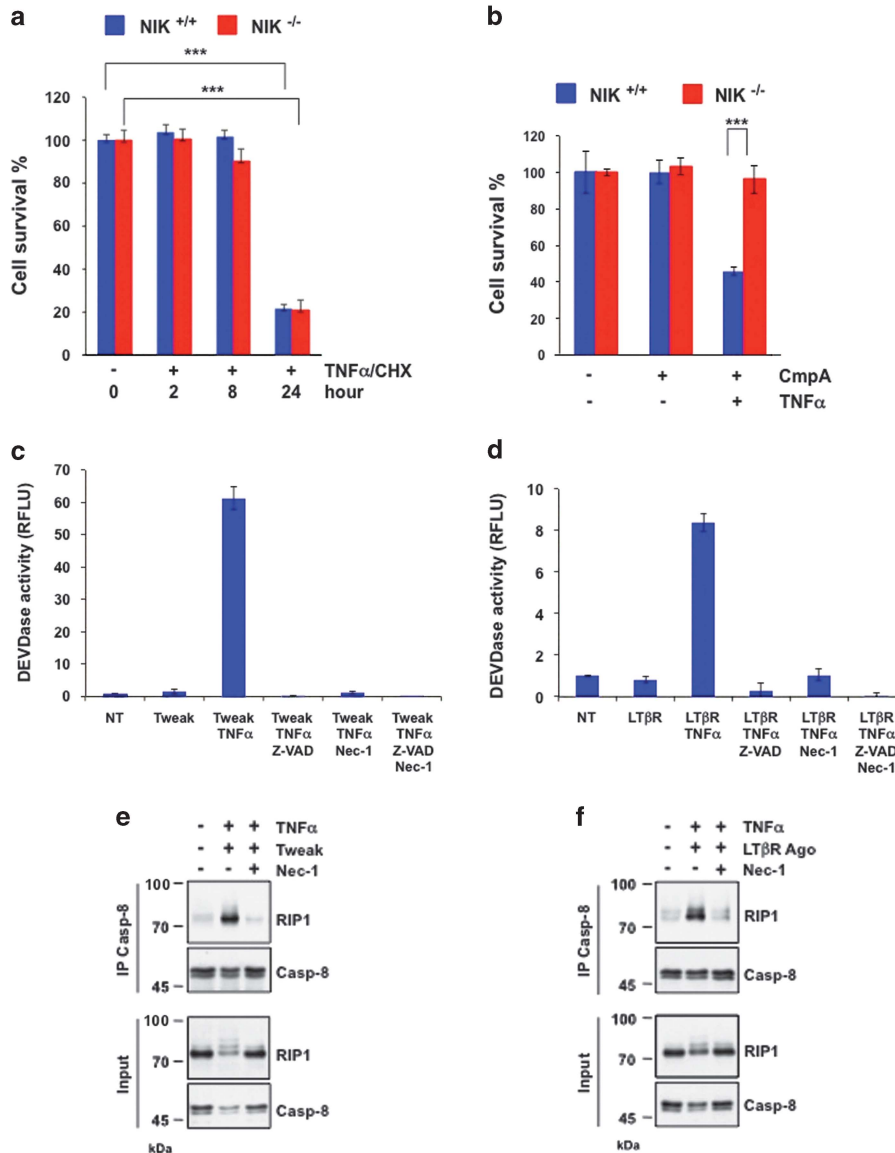 a
NIK +/+ NIK -/-
***
***
Cell survival %
120
100
80
60
40
20
0
- + + + TNFα/CHX
0 2 8 24 hour
b
NIK +/+ NIK -/-
***
Cell survival %
120
100
80
60
40
20
0
- + + CmpA
- - + TNFα
c
DEVDase activity (RFLU)
70
60
50
40
30
20
10
0
NT Tweak Tweak Tweak Tweak Tweak
TNFα TNFα TNFα TNFα
Z-VAD Nec-1 Z-VAD
Nec-1
d
DEVDase activity (RFLU)
10
8
6
4
2
0
NT LTβR LTβR LTβR LTβR LTβR
TNFα TNFα TNFα TNFα
Z-VAD Nec-1 Z-VAD
Nec-1
e
- + + TNFα
- + + Tweak
- - + Nec-1
IP Casp-8
100
RIP1
70
Casp-8
45
Input
100
RIP1
70
Casp-8
45
kDa
f
- + + TNFα
- + + LTβR Ago
- - + Nec-1
IP Casp-8
100
RIP1
70
Casp-8
45
Input
100
RIP1
70
Casp-8
45
kDa